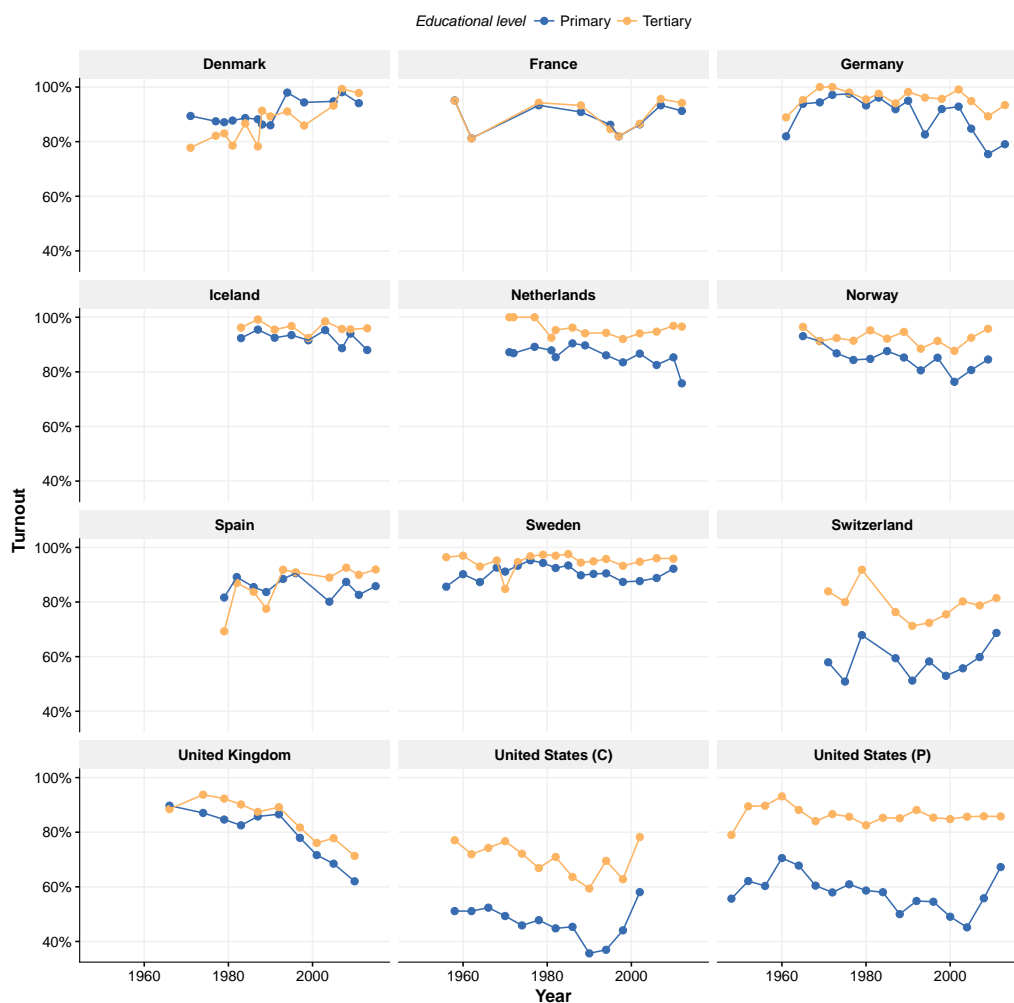 Educational level Primary Tertiary
Denmark France Germany
100%
80%
60%
40%
Iceland Netherlands Norway
100%
80%
60%
40%
Turnout
Spain Sweden Switzerland
100%
80%
60%
40%
United Kingdom United States (C) United States (P)
100%
80%
60%
40%
1960 1980 2000 1960 1980 2000 1960 1980 2000
Year